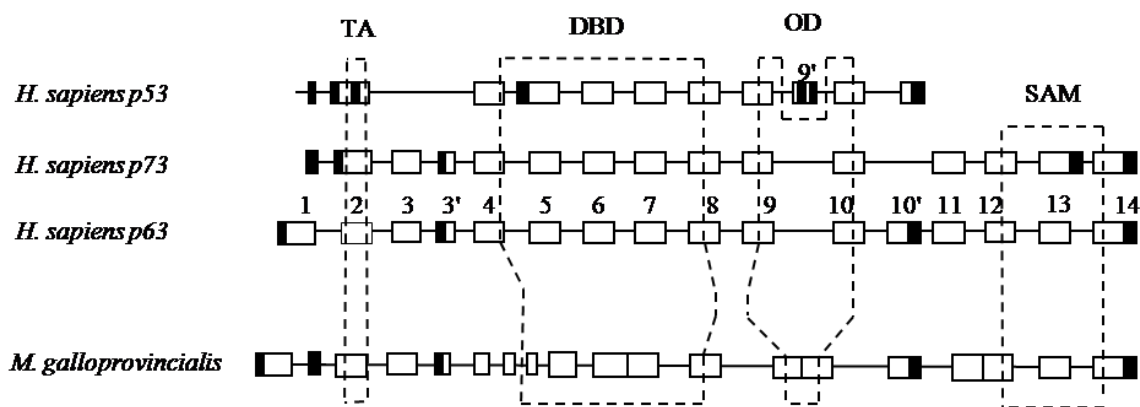 TA DBD OD
9'
H. sapiens p53
SAM
H. sapiens p73
1 2 3 3' 4 5 6 7 8 9 10 10' 11 12 13 14
H. sapiens p63
M. galloprovincialis